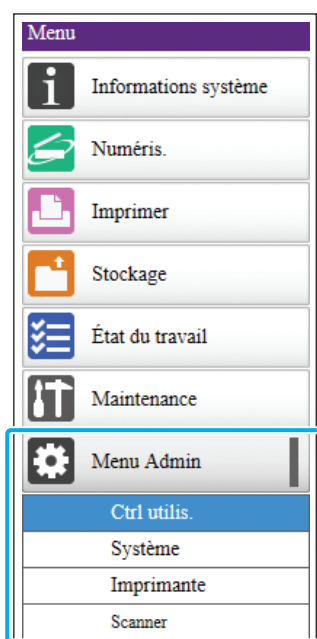 Menu
Informations système
Numéris.
Imprimer
Stockage
État du travail
Maintenance
Menu Admin
Ctrl utilis.
Système
Imprimante
Scanner